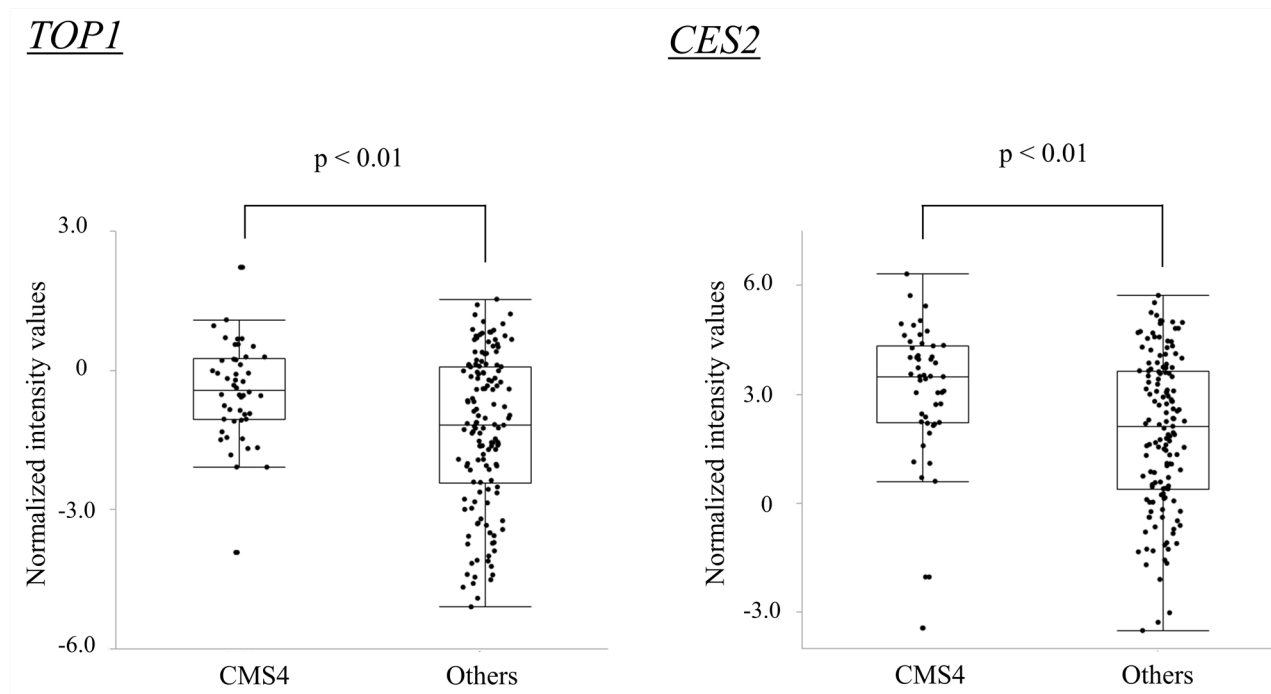 TOP1
p < 0.01
3.0
0
-3.0
-6.0
Normalized intensity values
CMS4
Others
CES2
p < 0.01
6.0
3.0
0
-3.0
Normalized intensity values
CMS4
Others